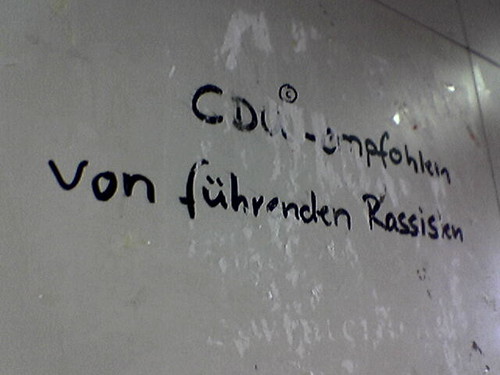 CDU© - empfohlen
von führenden Rassisten